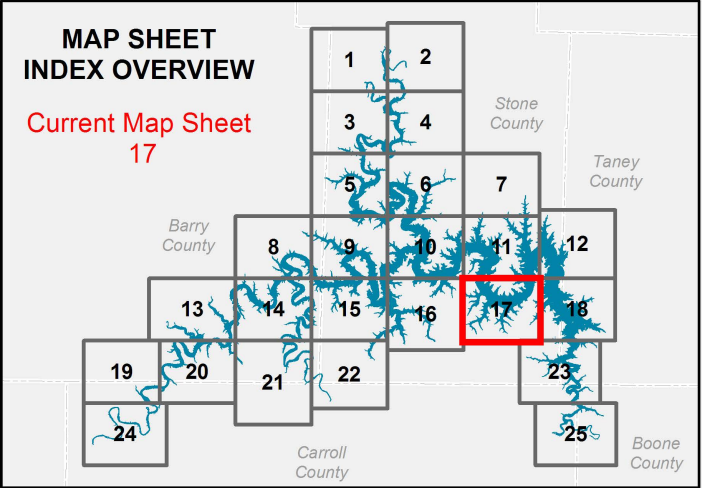 MAP SHEET
INDEX OVERVIEW
Current Map Sheet
17
1
2
Stone
County
3
4
Taney
County
5
6
7
Barry
County
8
9
10
11
12
13
14
15
16
17
18
19
20
21
22
23
24
25
Carroll
County
Boone
County